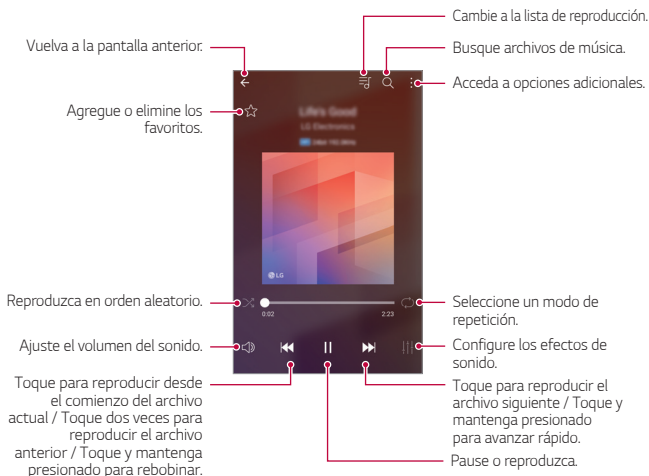 Cambie a la lista de reproducción.
Vuelva a la pantalla anterior.
Busque archivos de música.
Acceda a opciones adicionales.
Agregue o elimine los
favoritos.
Life's Good
LG Electronics
LG
Reproduzca en orden aleatorio.
0:02
2:23
Seleccione un modo de
repetición.
Ajuste el volumen del sonido.
Configure los efectos de
sonido.
Toque para reproducir desde
el comienzo del archivo
actual / Toque dos veces para
reproducir el archivo
anterior / Toque y mantenga
presionado para rebobinar.
Toque para reproducir el
archivo siguiente / Toque y
mantenga presionado
para avanzar rápido.
Pause o reproduzca.